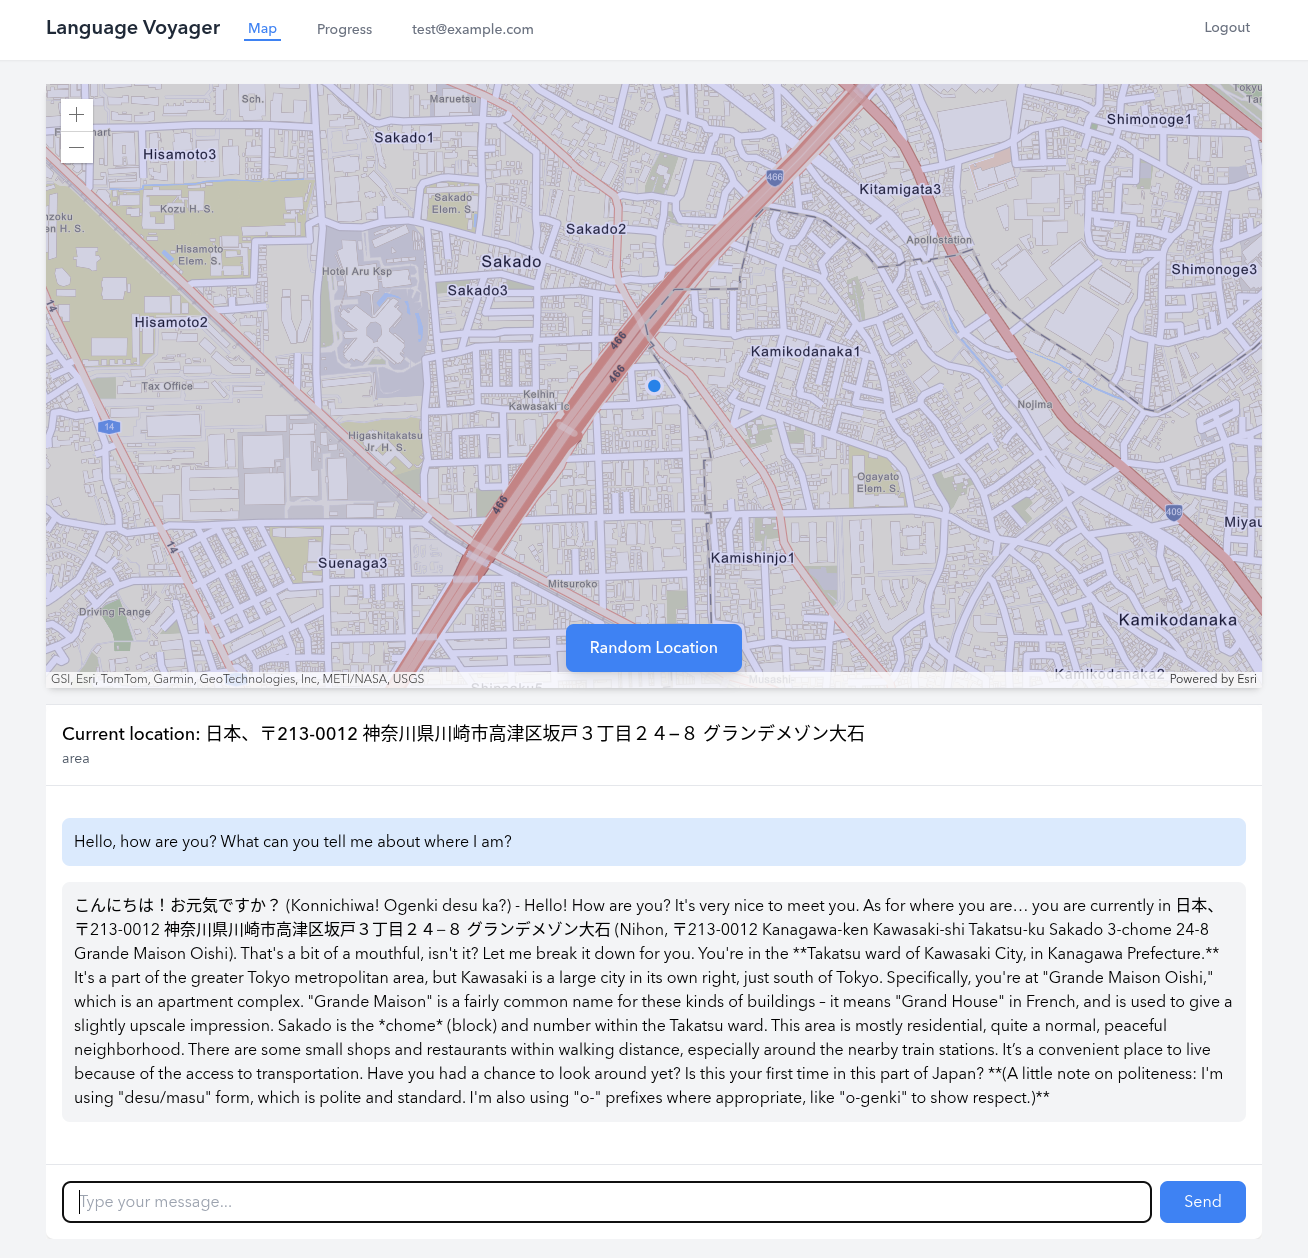 Language Voyager
Map
Progress
test@example.com
Logout
Sch.
Maruetsu
Shimonoge1
Sakado1
Hisamoto3
466
Kitamigata3
Kozu H. S.
Sakado
Elem. S.
en H. S.
Sakado2
Apollostation
Hisamoto
Elem. S.
Sakado
Hotel Aru Ksp
Shimonoge3
Sakado3
14
Hisamoto2
466
Kamikodanaka1
466
Tax Office
Keihin
Kawasaki Ic
Nojima
14
Higashitakatsu
Jr. H. S.
Ogayato
Elem. S.
466
409
14
Kamishinjo1
Suenaga3
Mitsuroko
Driving Range
Kamikodanaka
Random Location
Kamikodanaka2
GSI, Esri, TomTom, Garmin, GeoTechnologies, Inc, METI/NASA, USGS
Powered by Esri
Current location: 日本、〒213-0012 神奈川県川崎市高津区坂戸３丁目２４−８ グランデメゾン大石
area
Hello, how are you? What can you tell me about where I am?
こんにちは！お元気ですか？ (Konnichiwa! Ogenki desu ka?) - Hello! How are you? It's very nice to meet you. As for where you are… you are currently in 日本、
〒213-0012 神奈川県川崎市高津区坂戸３丁目２４−８ グランデメゾン大石 (Nihon, 〒213-0012 Kanagawa-ken Kawasaki-shi Takatsu-ku Sakado 3-chome 24-8
Grande Maison Oishi). That's a bit of a mouthful, isn't it? Let me break it down for you. You're in the **Takatsu ward of Kawasaki City, in Kanagawa Prefecture.**
It's a part of the greater Tokyo metropolitan area, but Kawasaki is a large city in its own right, just south of Tokyo. Specifically, you're at "Grande Maison Oishi,"
which is an apartment complex. "Grande Maison" is a fairly common name for these kinds of buildings – it means "Grand House" in French, and is used to give a
slightly upscale impression. Sakado is the *chome* (block) and number within the Takatsu ward. This area is mostly residential, quite a normal, peaceful
neighborhood. There are some small shops and restaurants within walking distance, especially around the nearby train stations. It’s a convenient place to live
because of the access to transportation. Have you had a chance to look around yet? Is this your first time in this part of Japan? **(A little note on politeness: I'm
using "desu/masu" form, which is polite and standard. I'm also using "o-" prefixes where appropriate, like "o-genki" to show respect.)**
Type your message...
Send